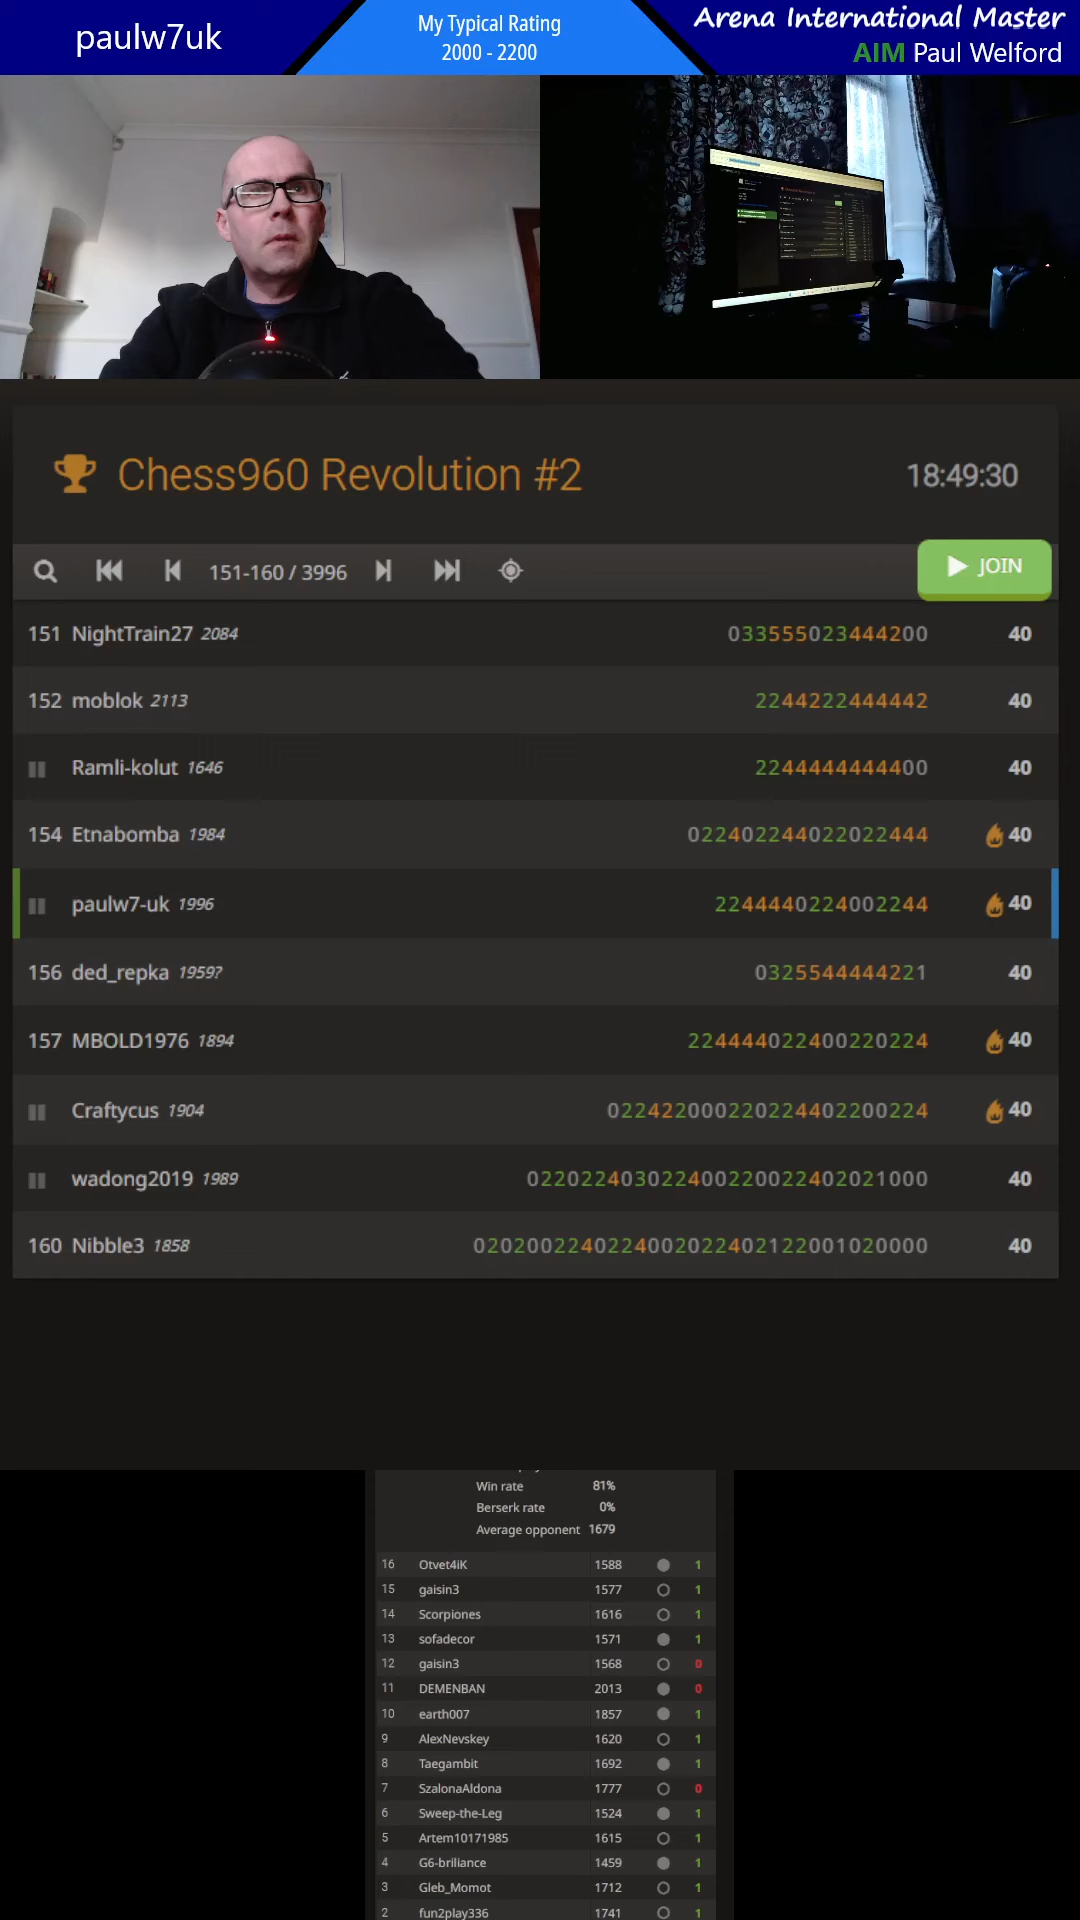 paulw7uk
My Typical Rating
2000 - 2200
Arena International Master
AIM Paul Welford
Chess960 Revolution #2
18:49:30
151-160 / 3996
JOIN
151 NightTrain27 2084 033555023444200 40
152 moblok 2113 2244222444442 40
Ramli-kolut 1646 2244444444400 40
154 Etnabomba 1984 022402244022022444 40
paulw7-uk 1996 2244440224002244 40
156 ded_repka 1959? 0325544444221 40
157 MBOLD1976 1894 224444022400220224 40
Craftycus 1904 022422000220224402200224 40
wadong2019 1989 022022403022400220022402021000 40
160 Nibble3 1858 0202002240224002022402122001020000 40
Win rate 81%
Berserk rate 0%
Average opponent 1679
16 Otvet4iK 1588 1
15 gaisin3 1577 1
14 Scorpiones 1616 1
13 sofadecor 1571 1
12 gaisin3 1568 0
11 DEMENBAN 2013 0
10 earth007 1857 1
9 AlexNevskey 1620 1
8 Taegambit 1692 1
7 SzalonaAldona 1777 0
6 Sweep-the-Leg 1524 1
5 Artem10171985 1615 1
4 G6-briliance 1459 1
3 Gleb_Momot 1712 1
2 fun2play336 1741 1